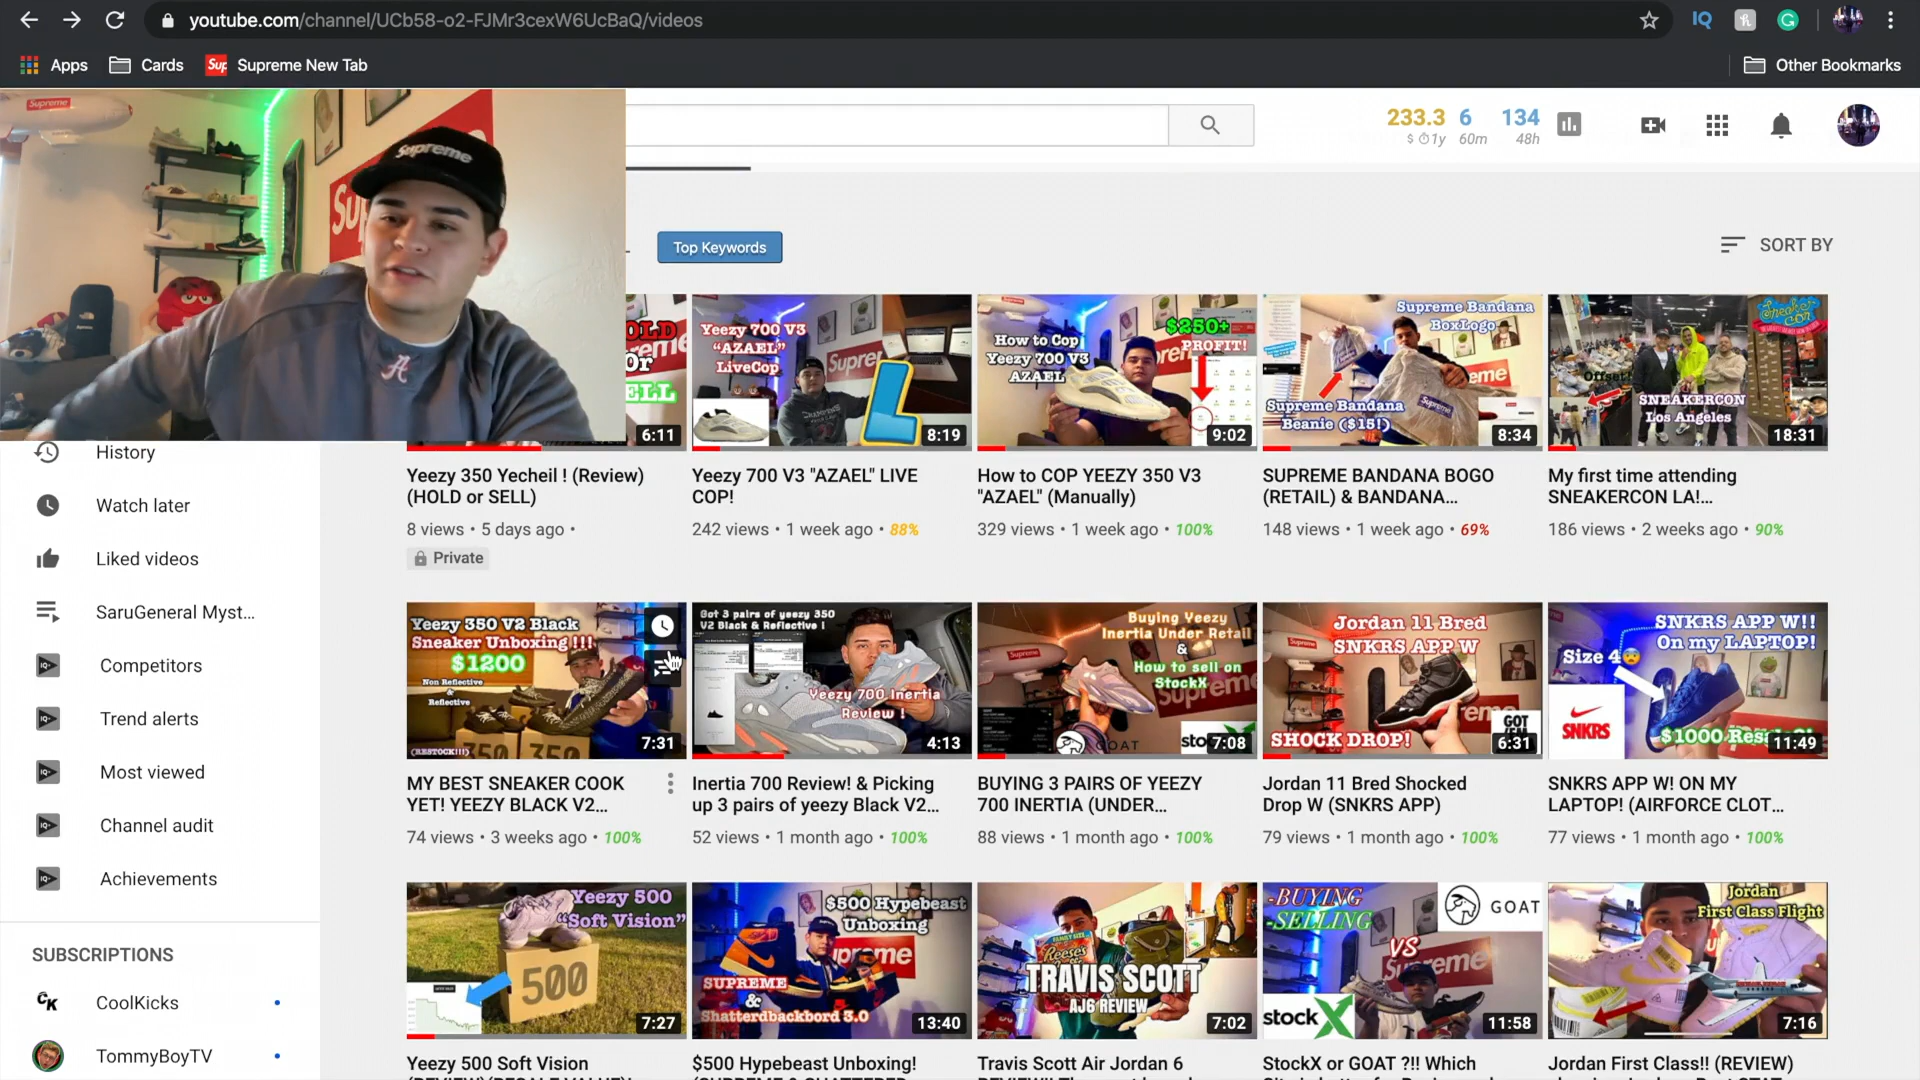 youtube.com/channel/UCb58-o2-FJMr3cexW6UcBaQ/videos
IQ
Apps
Cards
Sup
Supreme New Tab
Other Bookmarks
Supreme
Supreme
233.3 6 134
$ 1y 60m 48h
Top Keywords
SORT BY
OLD
or
ELL
6:11
Yeezy 700 V3
"AZAEL"
LiveCop
L
8:19
How to Cop
Yeezy 700 V3
AZAEL
$250+
PROFIT!
9:02
Supreme Bandana
BoxLogo
Supreme Bandana
Beanie ($15!)
8:34
Offset
SNEAKERCON
Los Angeles
18:31
Yeezy 350 Yecheil ! (Review)
(HOLD or SELL)
8 views • 5 days ago •
Private
Yeezy 700 V3 "AZAEL" LIVE
COP!
242 views • 1 week ago • 88%
How to COP YEEZY 350 V3
"AZAEL" (Manually)
329 views • 1 week ago • 100%
SUPREME BANDANA BOGO
(RETAIL) & BANDANA...
148 views • 1 week ago • 69%
My first time attending
SNEAKERCON LA!...
186 views • 2 weeks ago • 90%
History
Watch later
Liked videos
SaruGeneral Myst...
Competitors
Trend alerts
Most viewed
Channel audit
Achievements
SUBSCRIPTIONS
CoolKicks
TommyBoyTV
Yeezy 350 V2 Black
Sneaker Unboxing !!!
$1200
Non Reflective
&
Reflective
(RESTOCK!!!)
7:31
Got 3 pairs of yeezy 350
V2 Black & Reflective !
Yeezy 700 Inertia
Review !
4:13
Buying Yeezy
Inertia Under Retail
&
How to sell on
StockX
GOAT
7:08
Jordan 11 Bred
SNKRS APP W
SHOCK DROP!
GOT
6:31
SNKRS APP W!!
On my LAPTOP!
Size 4
SNKRS
11:49
MY BEST SNEAKER COOK
YET! YEEZY BLACK V2...
74 views • 3 weeks ago • 100%
Inertia 700 Review! & Picking
up 3 pairs of yeezy Black V2...
52 views • 1 month ago • 100%
BUYING 3 PAIRS OF YEEZY
700 INERTIA (UNDER...
88 views • 1 month ago • 100%
Jordan 11 Bred Shocked
Drop W (SNKRS APP)
79 views • 1 month ago • 100%
SNKRS APP W! ON MY
LAPTOP! (AIRFORCE CLOT...
77 views • 1 month ago • 100%
Yeezy 500
"Soft Vision"
500
7:27
$500 Hypebeast
Unboxing
SUPREME
&
Shatterdbackbord 3.0
13:40
Reeses
TRAVIS SCOTT
AJ6 REVIEW
7:02
-BUYING
-SELLING
VS
GOAT
Supreme
stockX
11:58
Jordan
First Class Flight
7:16
Yeezy 500 Soft Vision
$500 Hypebeast Unboxing!
Travis Scott Air Jordan 6
StockX or GOAT ?!! Which
Jordan First Class!! (REVIEW)